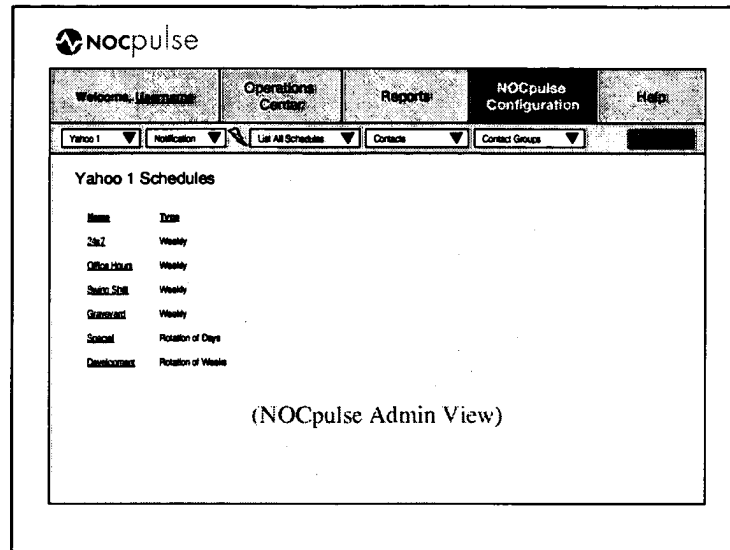 NOCpulse
Welcome, Username
Operations Center
Reports
NOCpulse Configuration
Help
Yahoo 1
Notification
List All Schedules
Contacts
Contact Groups
Yahoo 1 Schedules
Name Type
24x7 Weekly
Office Hours Weekly
Swing Shift Weekly
Graveyard Weekly
Special Rotation of Days
Development Rotation of Weeks
(NOCpulse Admin View)